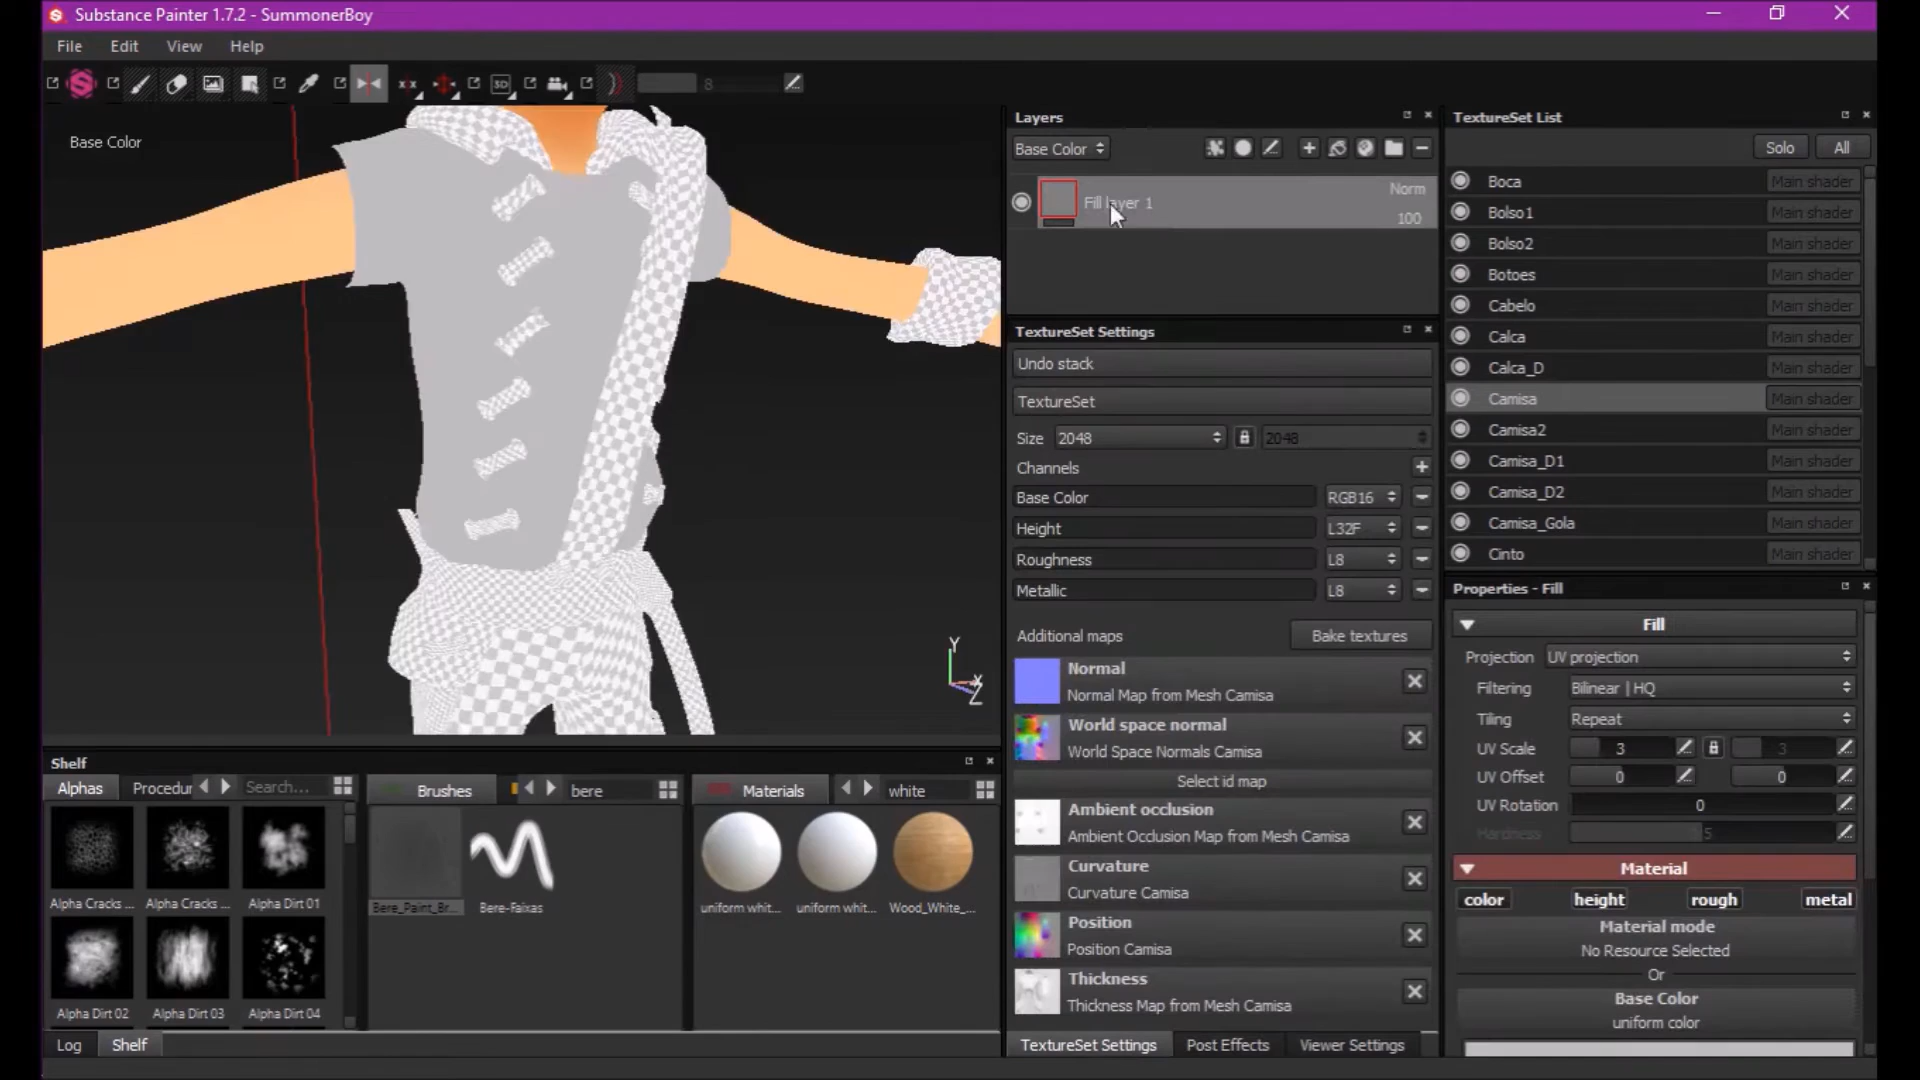 Substance Painter 1.7.2 - SummonerBoy
File Edit View Help
8
Base Color
Layers
Base Color
Fill layer 1
Norm
100
TextureSet Settings
Undo stack
TextureSet
Size 2048 2048
Channels
Base Color RGB16
Height L32F
Roughness L8
Metallic L8
Additional maps Bake textures
Normal
Normal Map from Mesh Camisa
World space normal
World Space Normals Camisa
Select id map
Ambient occlusion
Ambient Occlusion Map from Mesh Camisa
Curvature
Curvature Camisa
Position
Position Camisa
Thickness
Thickness Map from Mesh Camisa
TextureSet Settings Post Effects Viewer Settings
TextureSet List
Solo All
Boca Main shader
Bolso1 Main shader
Bolso2 Main shader
Botoes Main shader
Cabelo Main shader
Calca Main shader
Calca_D Main shader
Camisa Main shader
Camisa2 Main shader
Camisa_D1 Main shader
Camisa_D2 Main shader
Camisa_Gola Main shader
Cinto Main shader
Properties - Fill
Fill
Projection UV projection
Filtering Bilinear | HQ
Tiling Repeat
UV Scale 3 3
UV Offset 0 0
UV Rotation 0
Hardness 5
Material
color height rough metal
Material mode
No Resource Selected
Or
Base Color
uniform color
Y
X
Z
Shelf
Alphas Procedur Search...
Alpha Cracks ... Alpha Cracks ... Alpha Dirt 01
Alpha Dirt 02 Alpha Dirt 03 Alpha Dirt 04
Brushes bere
Bere_Paint_Br... Bere-Faixas
Materials white
uniform whit... uniform whit... Wood_White_...
Log Shelf